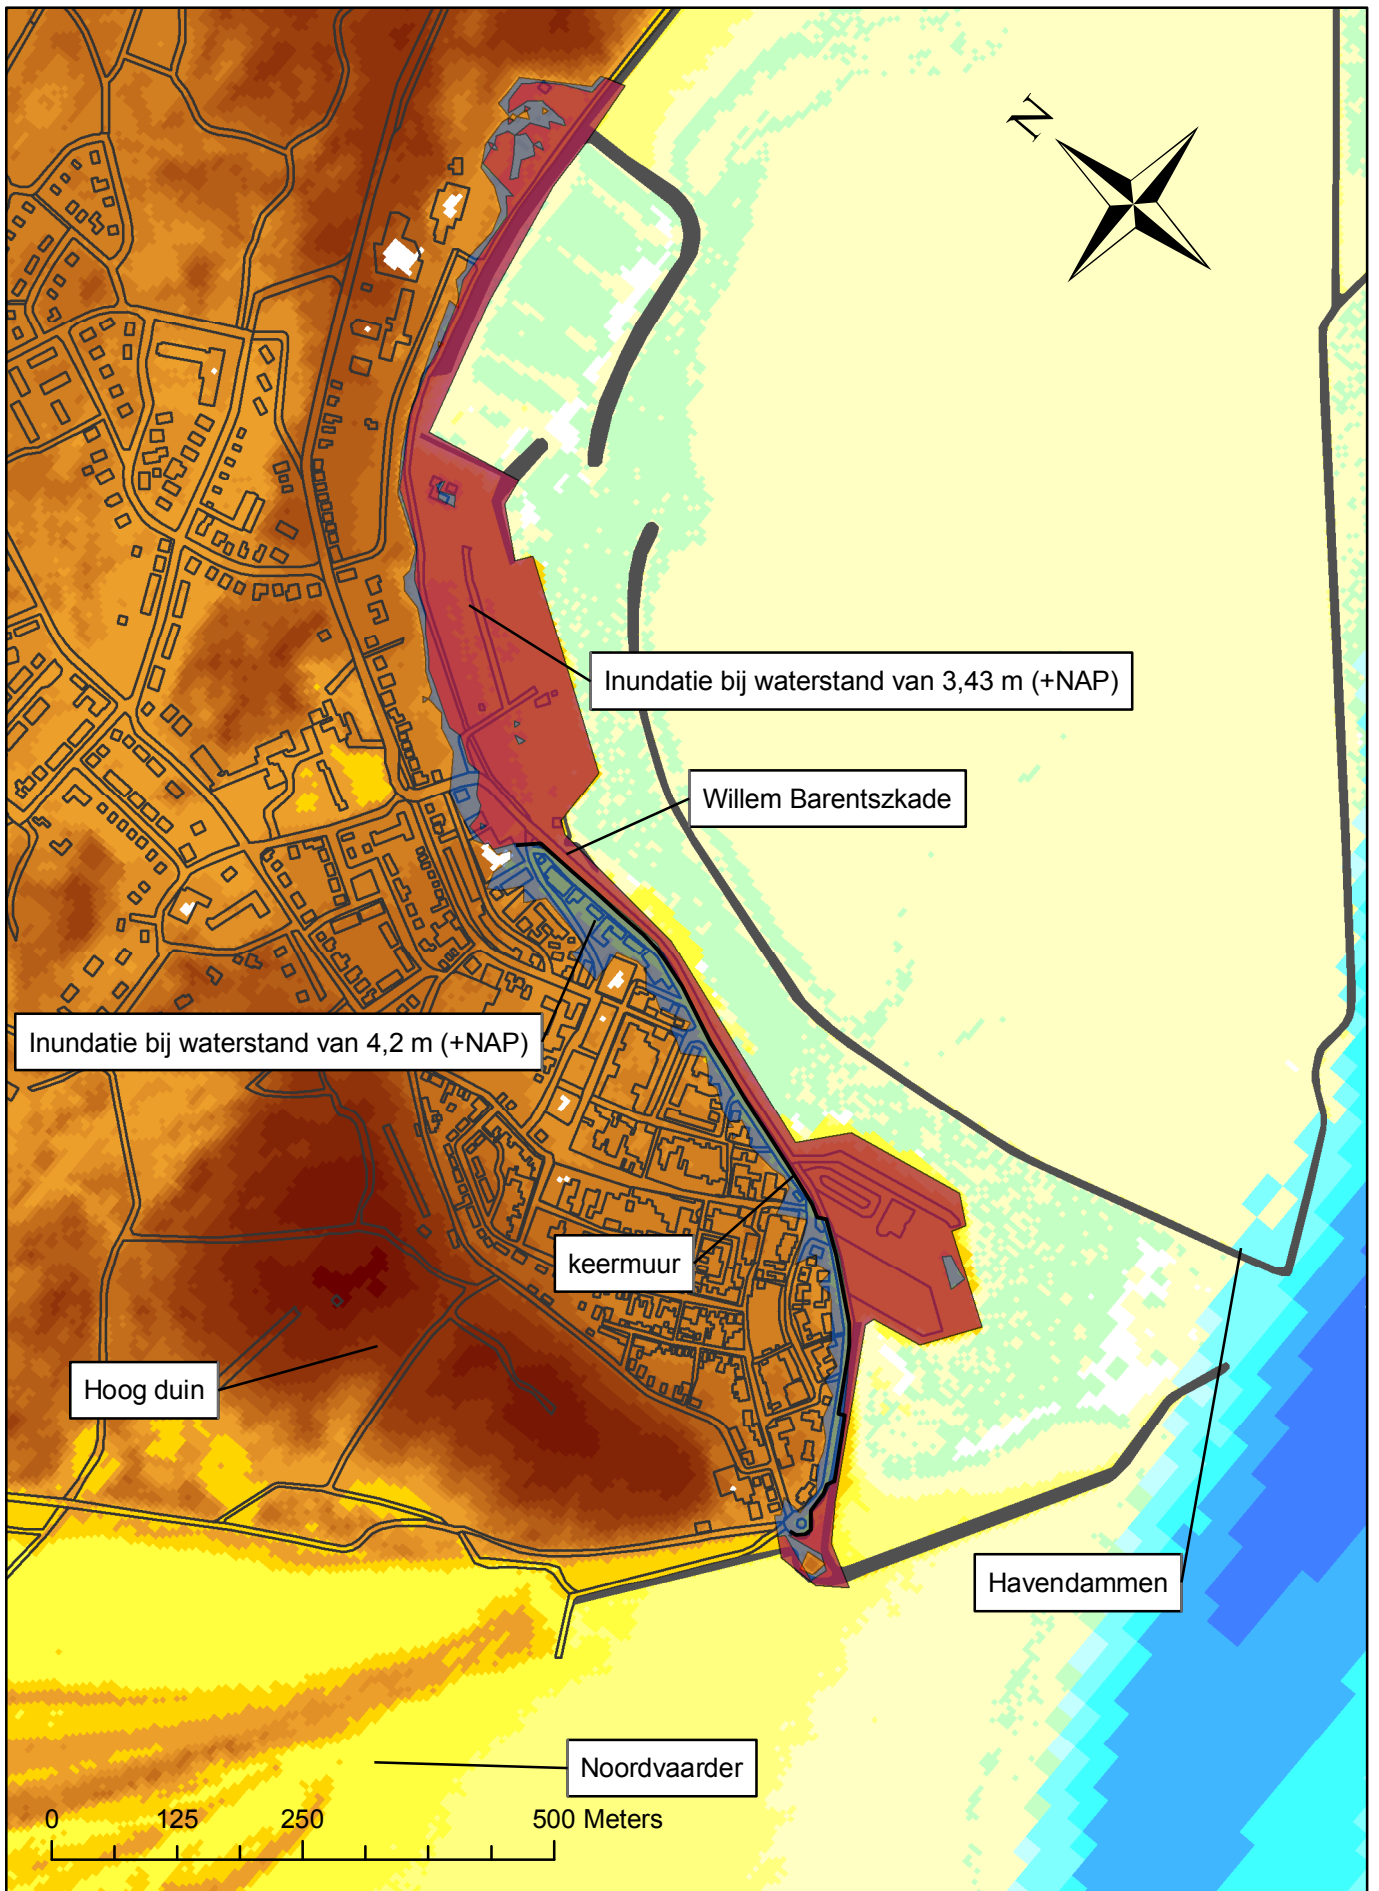 N
Inundatie bij waterstand van 3,43 m (+NAP)
Willem Barentszkade
Inundatie bij waterstand van 4,2 m (+NAP)
keermuur
Hoog duin
Havendammen
Noordvaarder
0 125 250 500 Meters